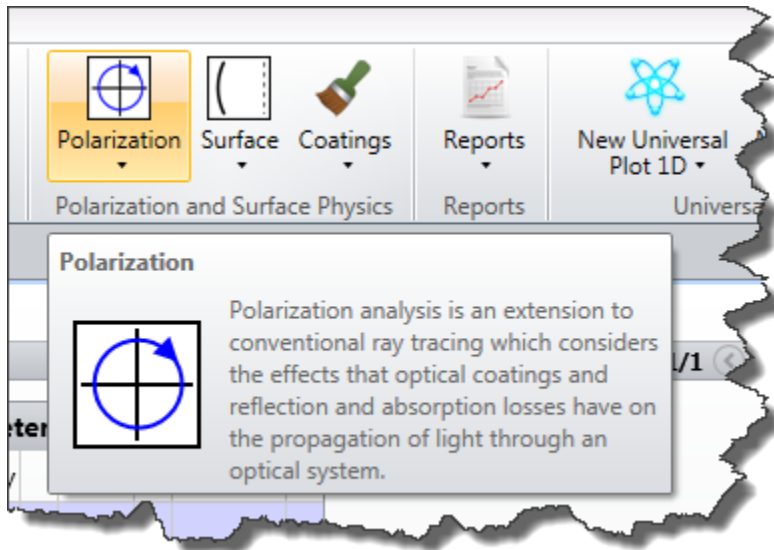 Polarization Surface Coatings Reports New Universal
Plot 1D
Polarization and Surface Physics Reports Universa
Polarization
Polarization analysis is an extension to
conventional ray tracing which considers
the effects that optical coatings and
reflection and absorption losses have on
the propagation of light through an
optical system.
1/1
eter